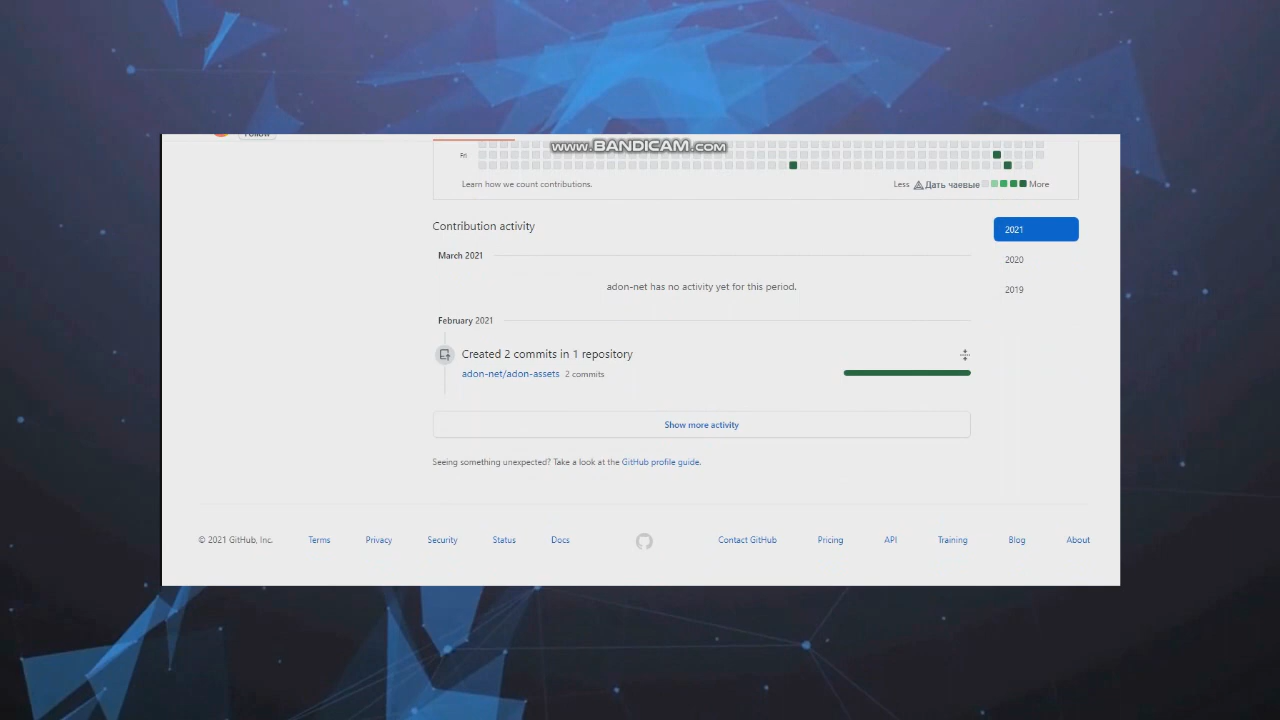 Follow
www.BANDICAM.com
Fri
Learn how we count contributions.
Less Дать чаевые More
Contribution activity
2021
March 2021
2020
adon-net has no activity yet for this period.
2019
February 2021
Created 2 commits in 1 repository
adon-net/adon-assets 2 commits
Show more activity
Seeing something unexpected? Take a look at the GitHub profile guide.
© 2021 GitHub, Inc. Terms Privacy Security Status Docs Contact GitHub Pricing API Training Blog About